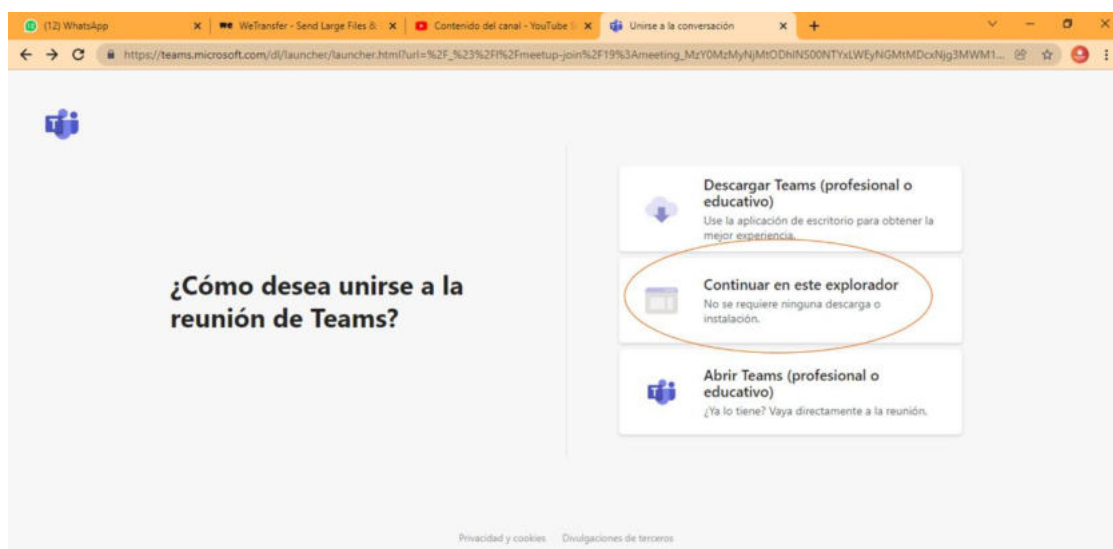 (12) WhatsApp
WeTransfer - Send Large Files &
Contenido del canal - YouTube S
Unirse a la conversación
https://teams.microsoft.com/dl/launcher/launcher.html?url=%2F_%23%2Fl%2Fmeetup-join%2F19%3Ameeting_
¿Cómo desea unirse a la
reunión de Teams?
Descargar Teams (profesional o
educativo)
Use la aplicación de escritorio para obtener la
mejor experiencia.
Continuar en este explorador
No se requiere ninguna descarga o
instalación.
Abrir Teams (profesional o
educativo)
¿Ya lo tiene? Vaya directamente a la reunión.
Privacidad y cookies Divulgaciones de terceros